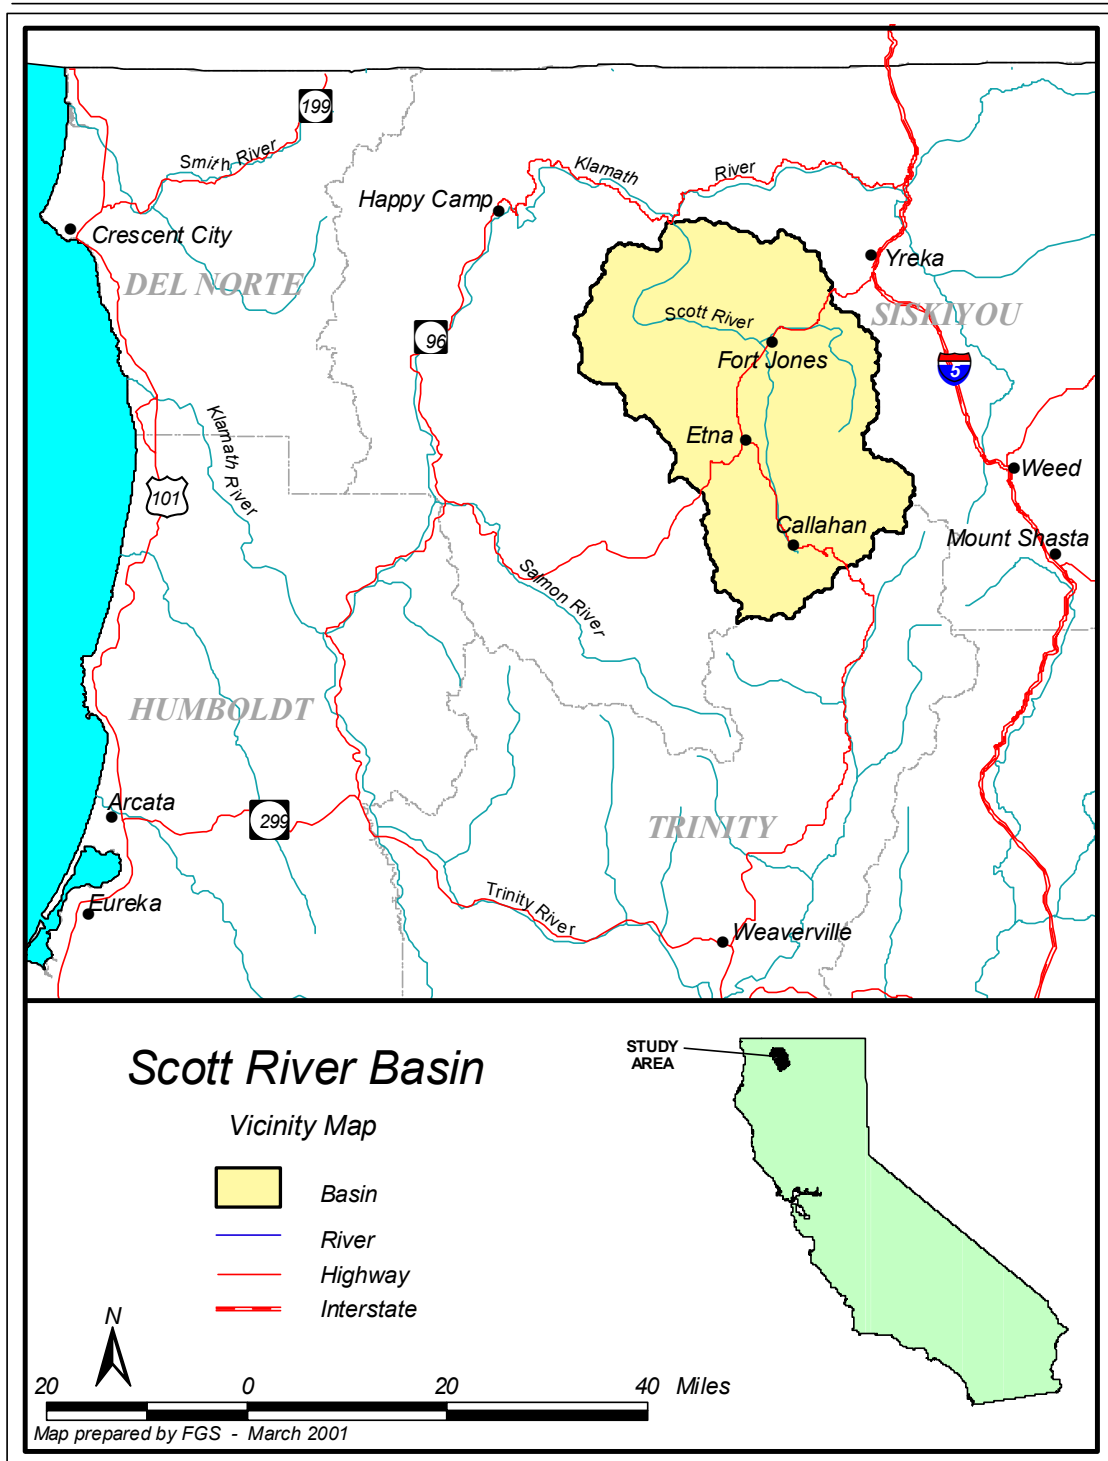 199
Smith River
Klamath
River
Happy Camp
Crescent City
Yreka
DEL NORTE
SISKIYOU
Scott River
96
Fort Jones
5
Klamath River
Etna
Weed
101
Callahan
Mount Shasta
Salmon River
HUMBOLDT
Arcata
299
TRINITY
Trinity River
Eureka
Weaverville
Scott River Basin
Vicinity Map
Basin
River
Highway
Interstate
STUDY
AREA
N
20 0 20 40 Miles
Map prepared by FGS - March 2001